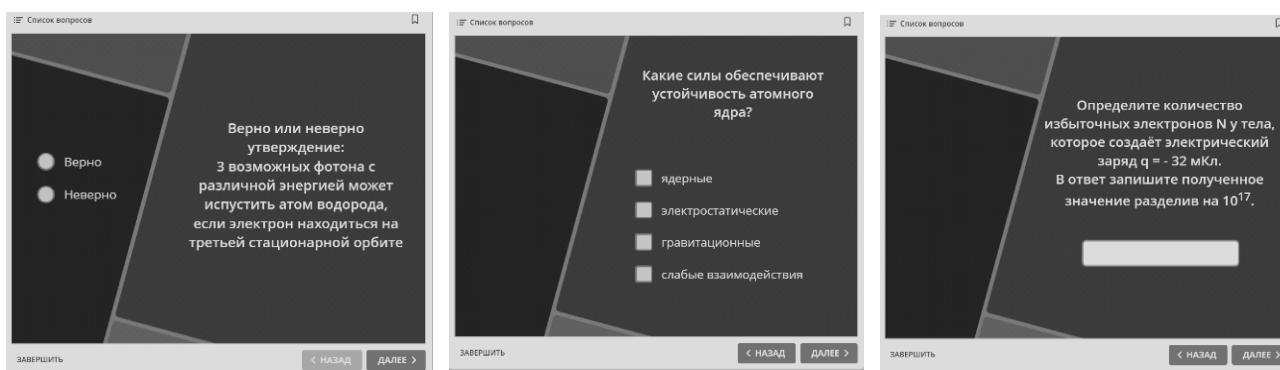 Список вопросов
Верно
Неверно
Верно или неверно
утверждение:
3 возможных фотона с
различной энергией может
испустить атом водорода,
если электрон находиться на
третьей стационарной орбите
ЗАВЕРШИТЬ
< НАЗАД
ДАЛЕЕ >
Список вопросов
Какие силы обеспечивают
устойчивость атомного
ядра?
ядерные
электростатические
гравитационные
слабые взаимодействия
ЗАВЕРШИТЬ
< НАЗАД
ДАЛЕЕ >
Список вопросов
Определите количество
избыточных электронов N у тела,
которое создаёт электрический
заряд q = - 32 мКл.
В ответ запишите полученное
значение разделив на 10¹⁷.
ЗАВЕРШИТЬ
< НАЗАД
ДАЛЕЕ >